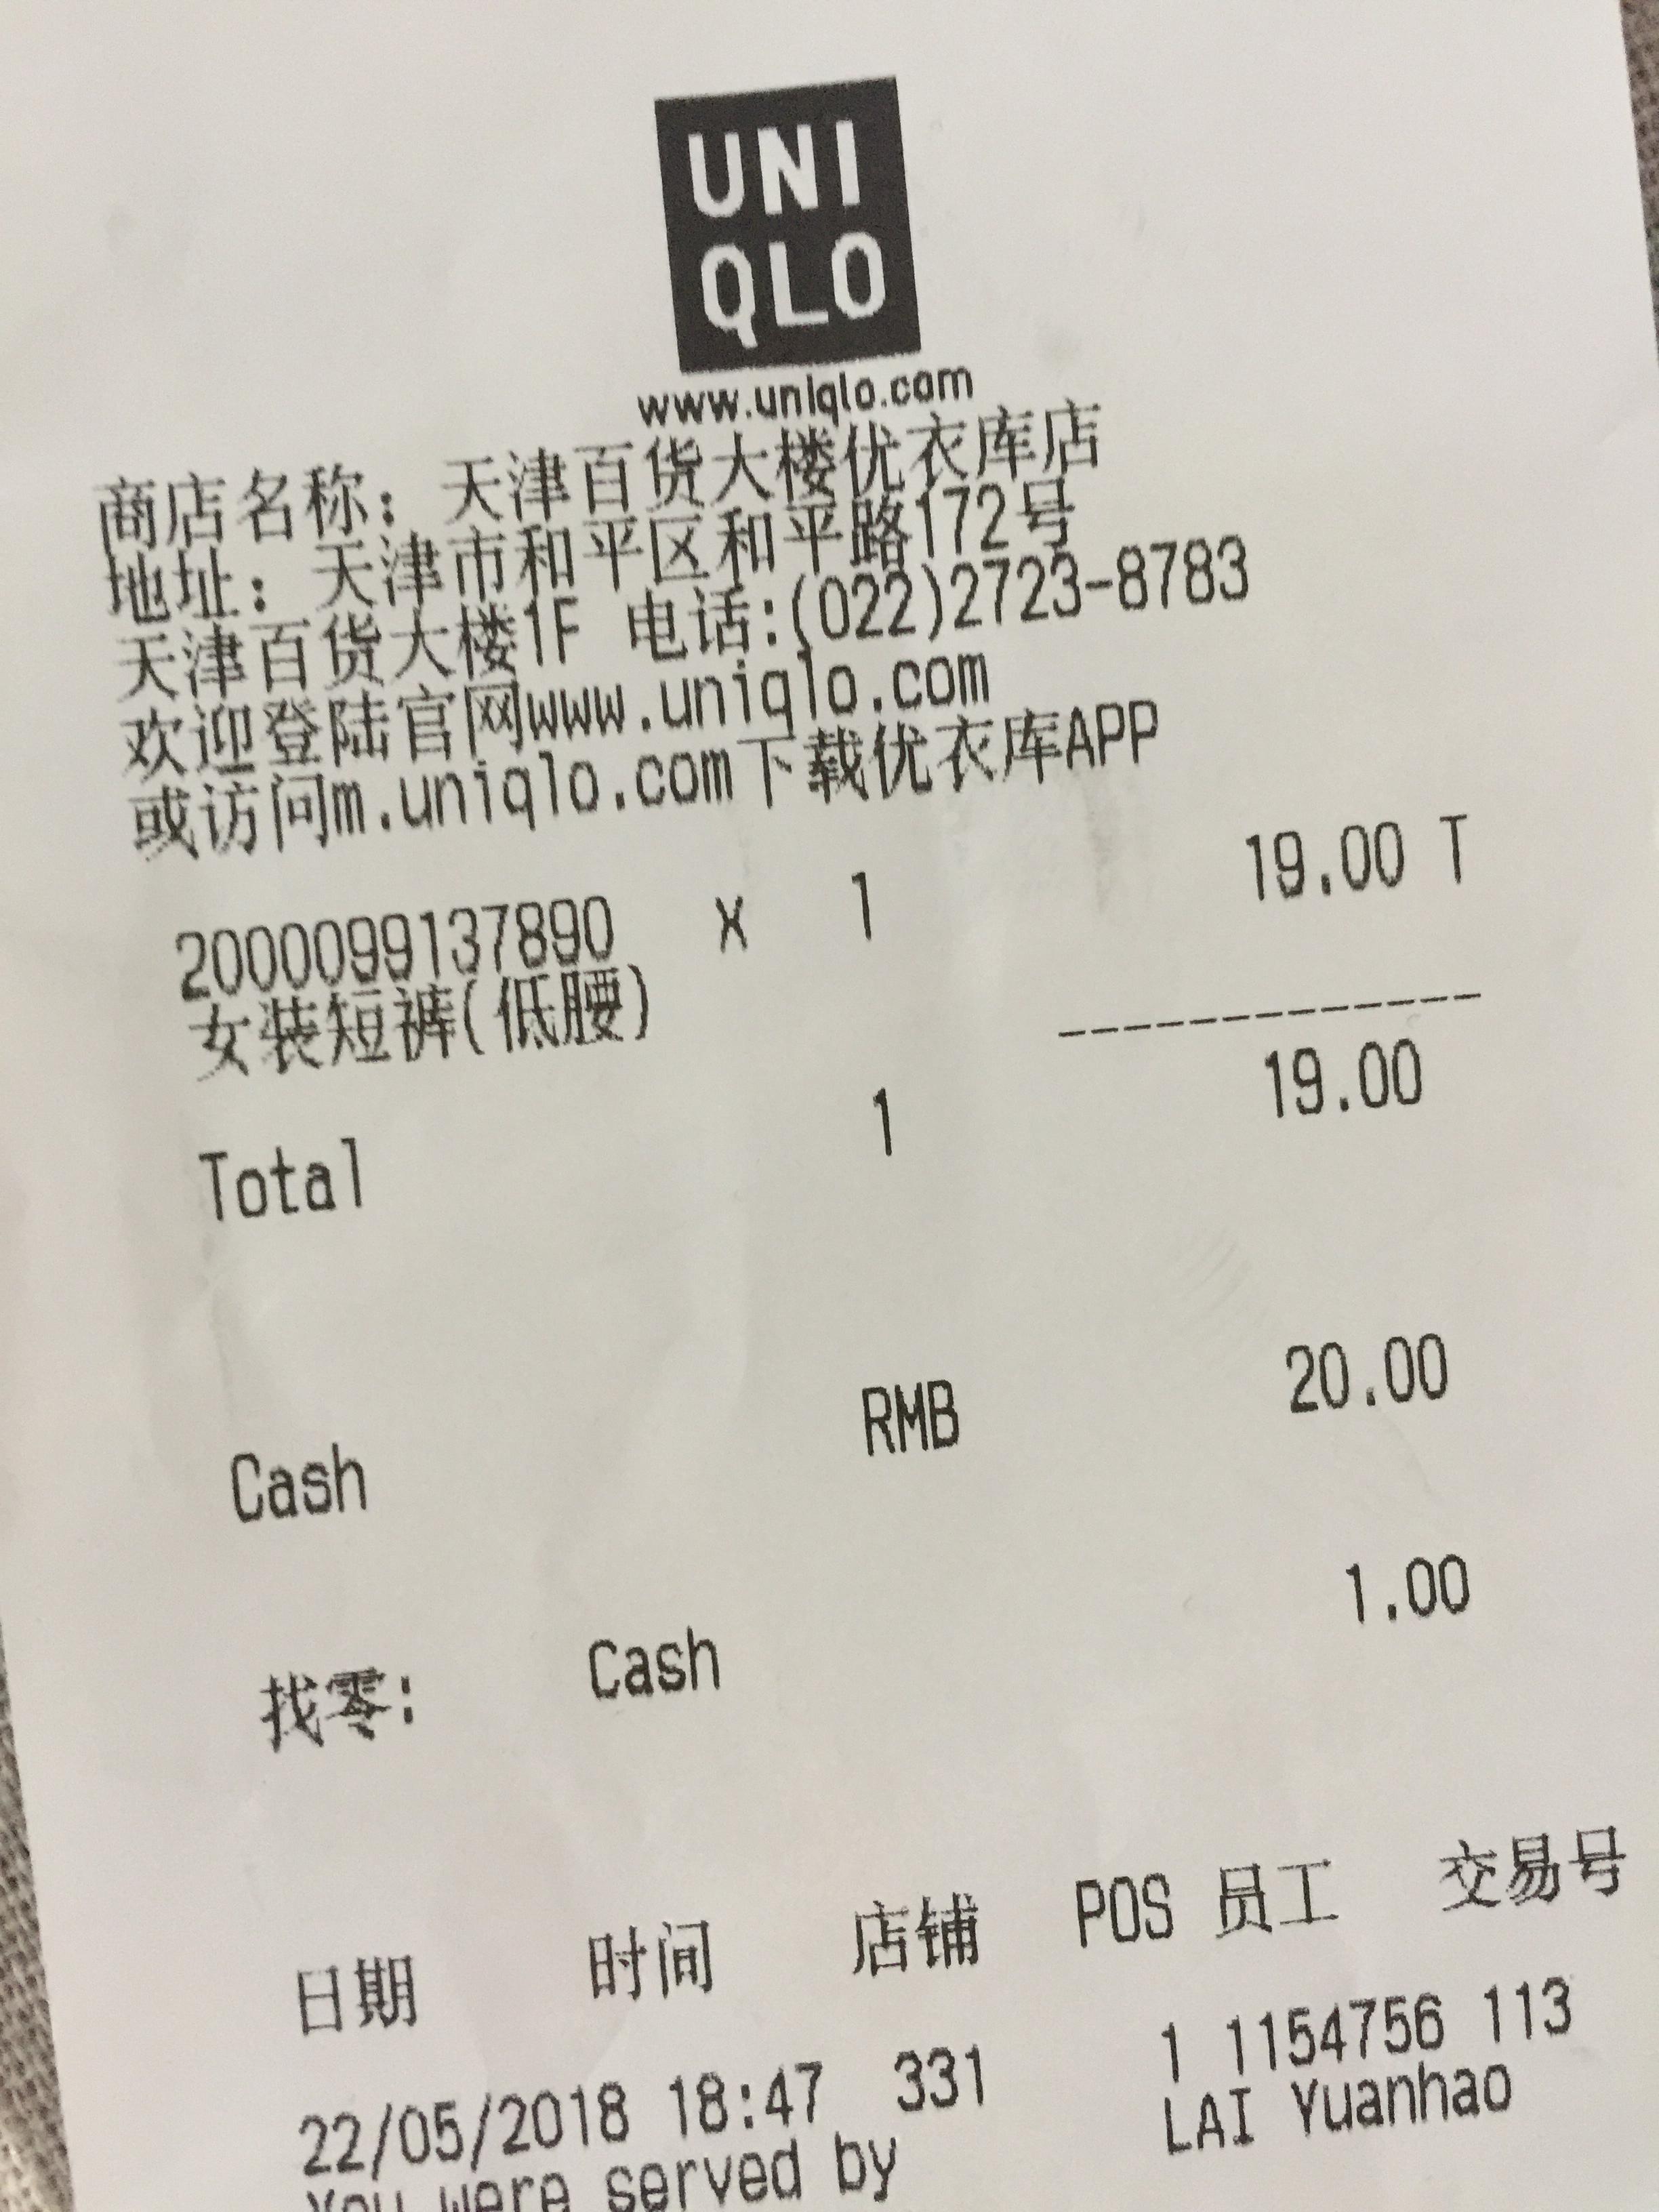 UNI
QLO
www.uniqlo.com
商店名称：天津百货大楼优衣库店
地址：天津市和平区和平路172号
天津百货大楼1F 电话:(022)2723-8783
欢迎登陆官网www.uniqlo.com
或访问m.uniqlo.com下载优衣库APP
2000099137890 X 1 19.00 T
女装短裤(低腰)
------------
Total 1 19.00
Cash RMB 20.00
找零: Cash 1.00
日期 时间 店铺 POS 员工 交易号
22/05/2018 18:47 331 1 1154756 113
You were served by LAI Yuanhao